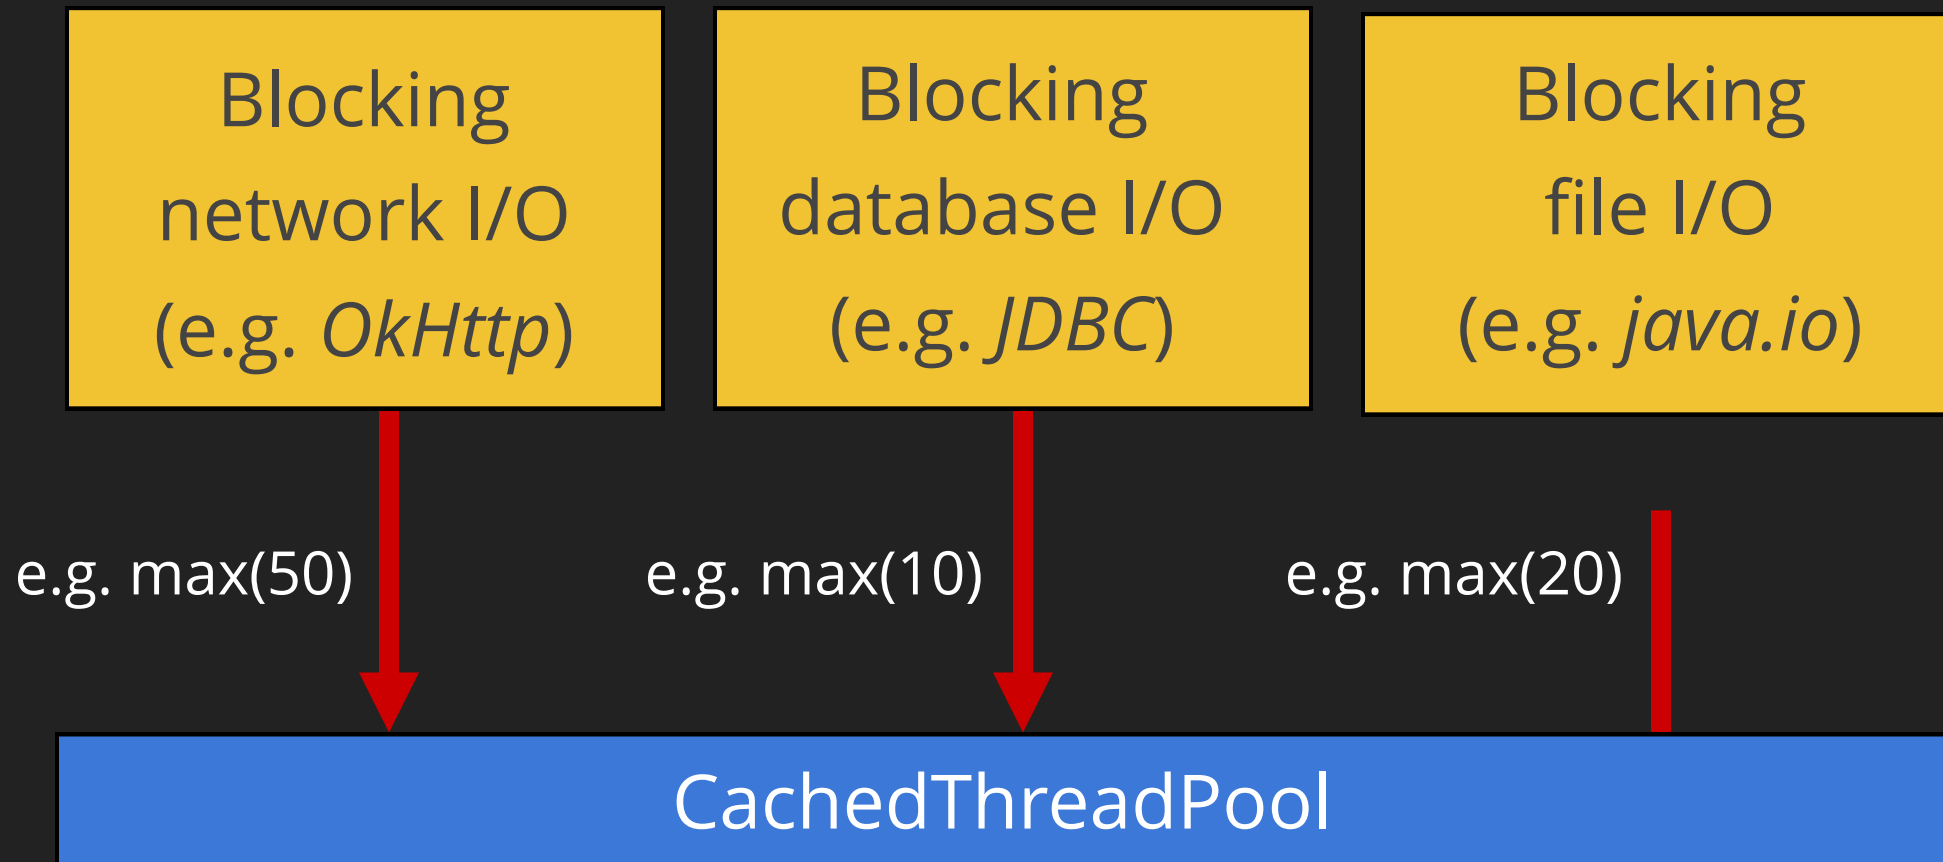 Blocking
network I/O
(e.g. OkHttp)
Blocking
database I/O
(e.g. JDBC)
Blocking
file I/O
(e.g. java.io)
e.g. max(50)
e.g. max(10)
e.g. max(20)
CachedThreadPool